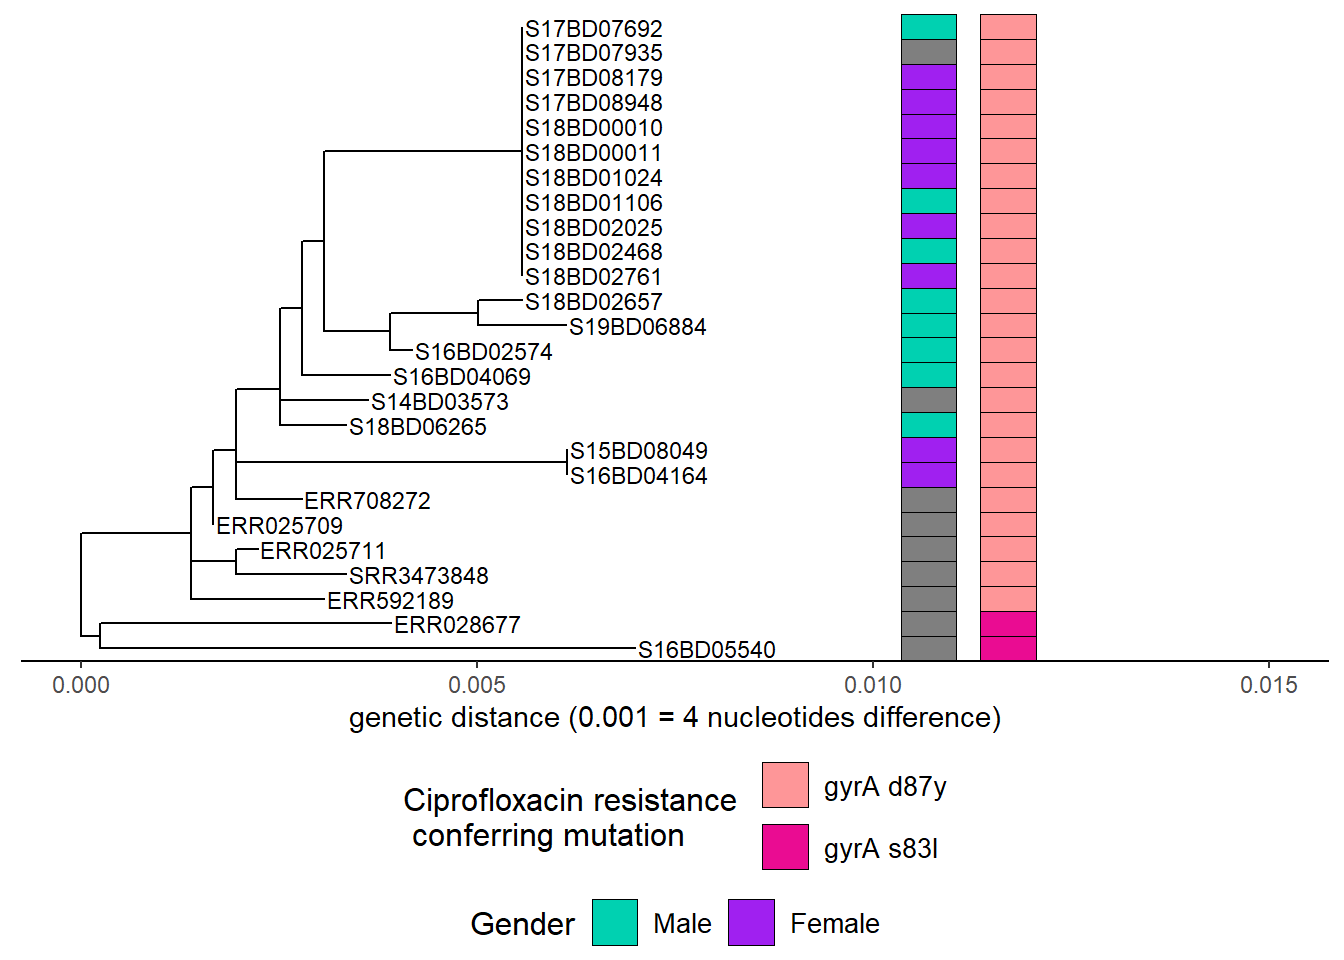 S17BD07692
S17BD07935
S17BD08179
S17BD08948
S18BD00010
S18BD00011
S18BD01024
S18BD01106
S18BD02025
S18BD02468
S18BD02761
S18BD02657
S19BD06884
S16BD02574
S16BD04069
S14BD03573
S18BD06265
S15BD08049
S16BD04164
ERR708272
ERR025709
ERR025711
SRR3473848
ERR592189
ERR028677
S16BD05540
0.000 0.005 0.010 0.015
genetic distance (0.001 = 4 nucleotides difference)
Ciprofloxacin resistance
conferring mutation
gyrA d87y
gyrA s83l
Gender Male Female